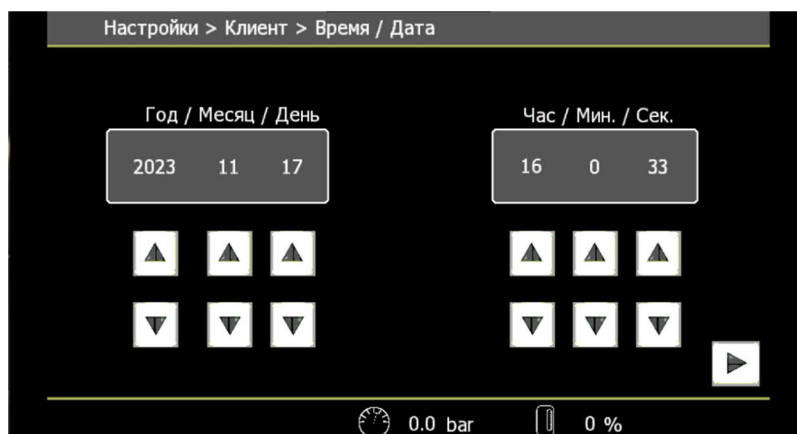 Настройки > Клиент > Время / Дата
Год / Месяц / День
Час / Мин. / Сек.
2023 11 17
16 0 33
0.0 bar 0 %